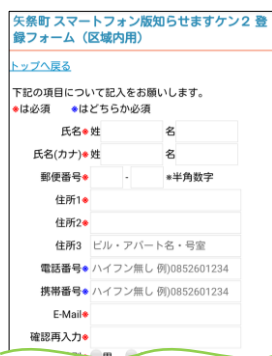 矢祭町 スマートフォン版知らせますケン２ 登
録フォーム（区域内用）
トップへ戻る
下記の項目について記入をお願いします。
●は必須 ●はどちらか必須
氏名● 姓 名
氏名(カナ)● 姓 名
郵便番号● - ※半角数字
住所1●
住所2●
住所3 ビル・アパート名・号室
電話番号● ハイフン無し 例)0852601234
携帯番号● ハイフン無し 例)0852601234
E-Mail●
確認再入力●